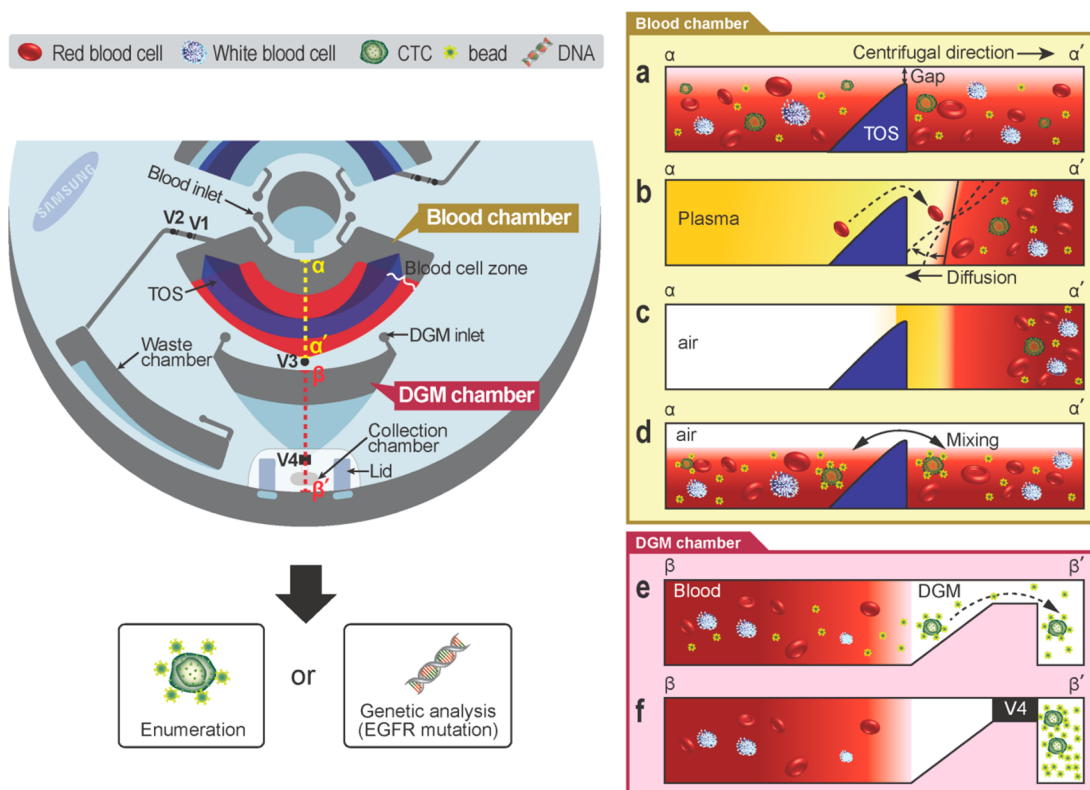 Red blood cell White blood cell CTC bead DNA
SAMSUNG
Blood inlet
V2 V1
Blood chamber
α
Blood cell zone
TOS
α′
DGM inlet
Waste chamber
V3
β
DGM chamber
Collection chamber
V4
Lid
β′
Enumeration
or
Genetic analysis
(EGFR mutation)
Blood chamber
a
α
Centrifugal direction
α′
Gap
TOS
b
α
α′
Plasma
Diffusion
c
α
α′
air
d
α
α′
air
Mixing
DGM chamber
e
β
β′
Blood
DGM
f
β
β′
V4